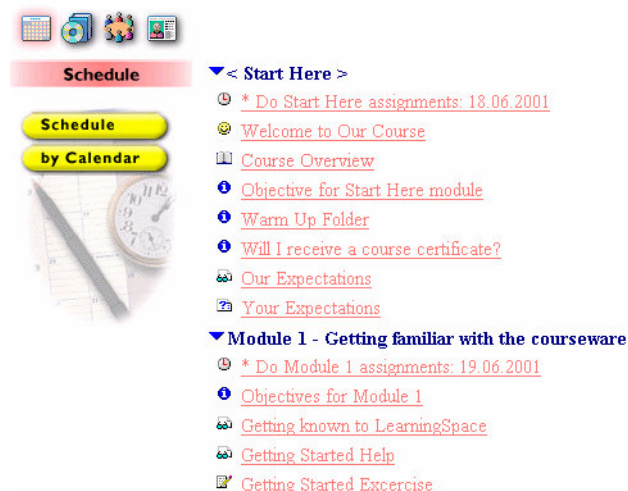 Schedule
Schedule
by Calendar
< Start Here >
* Do Start Here assignments: 18.06.2001
Welcome to Our Course
Course Overview
Objective for Start Here module
Warm Up Folder
Will I receive a course certificate?
Our Expectations
Your Expectations
Module 1 - Getting familiar with the courseware
* Do Module 1 assignments: 19.06.2001
Objectives for Module 1
Getting known to LearningSpace
Getting Started Help
Getting Started Excercise